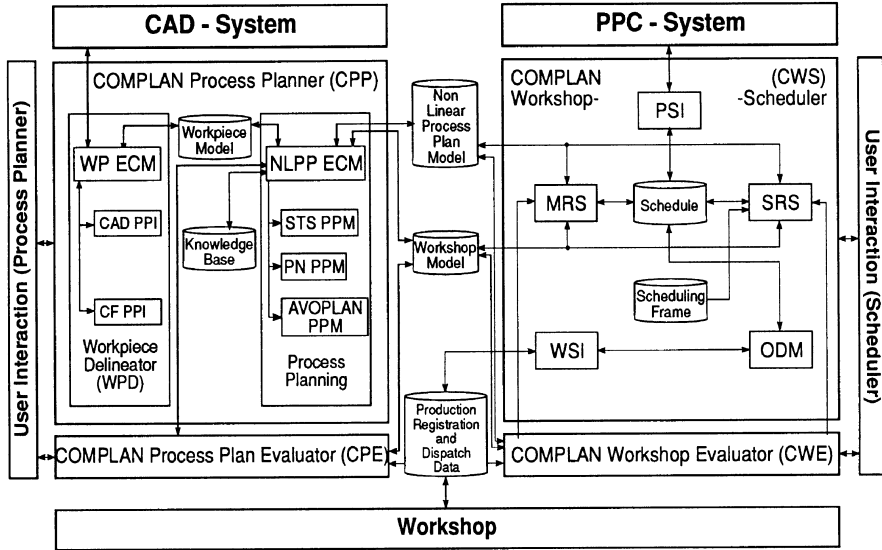 CAD - System
PPC - System
User Interaction (Process Planner)
COMPLAN Process Planner (CPP)
Workpiece
Model
WP ECM
NLPP ECM
CAD PPI
STS PPM
Knowledge
Base
PN PPM
CF PPI
AVOPLAN
PPM
Workpiece
Delineator
(WPD)
Process
Planning
Non
Linear
Process
Plan
Model
Workshop
Model
Production
Registration
and
Dispatch
Data
COMPLAN (CWS)
Workshop- -Scheduler
PSI
MRS
Schedule
SRS
Scheduling
Frame
WSI
ODM
User Interaction (Scheduler)
COMPLAN Process Plan Evaluator (CPE)
COMPLAN Workshop Evaluator (CWE)
Workshop